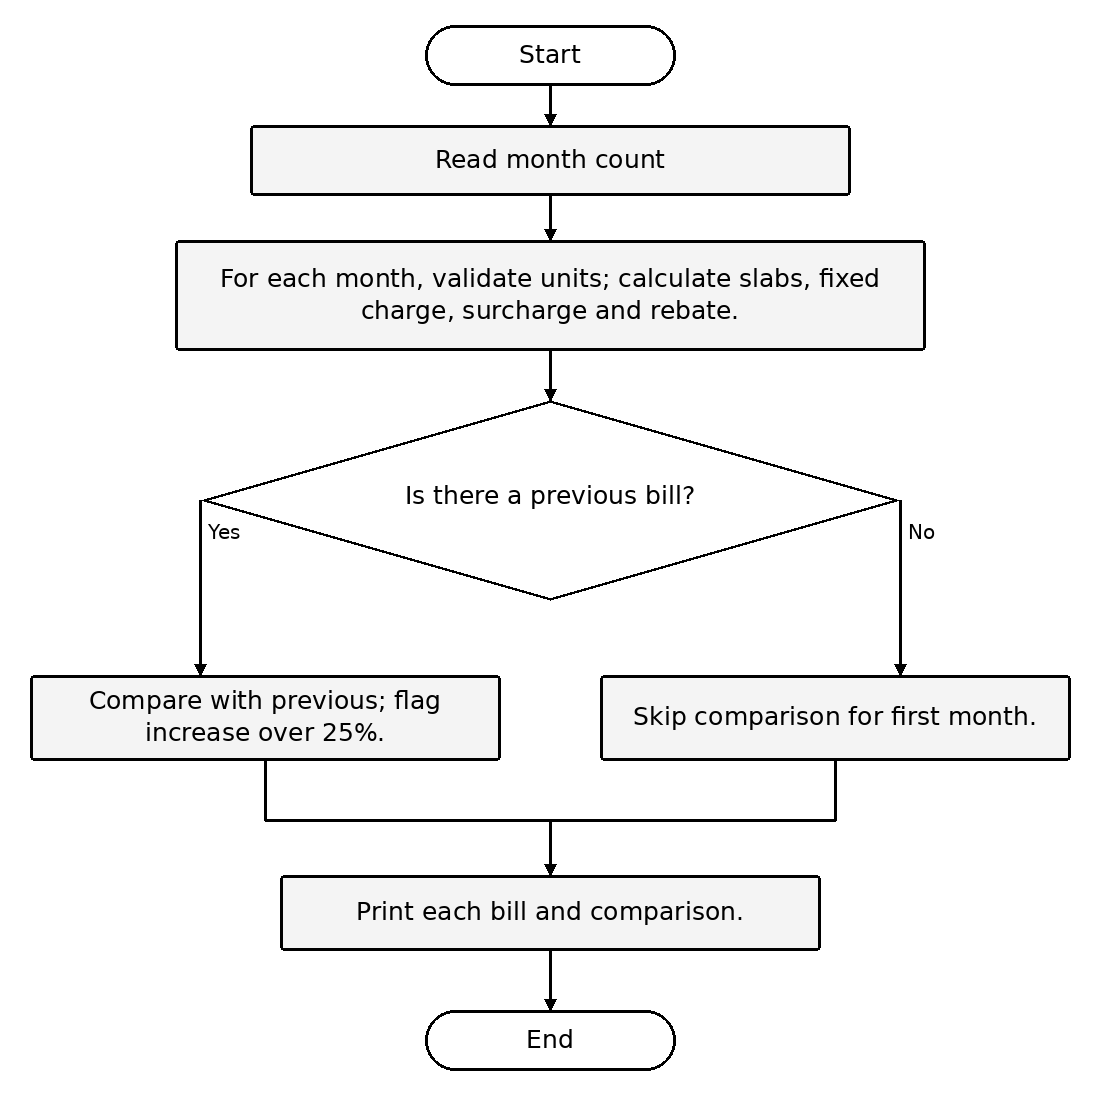 Start
Read month count
For each month, validate units; calculate slabs, fixed
charge, surcharge and rebate.
Is there a previous bill?
Yes
No
Compare with previous; flag
increase over 25%.
Skip comparison for first month.
Print each bill and comparison.
End